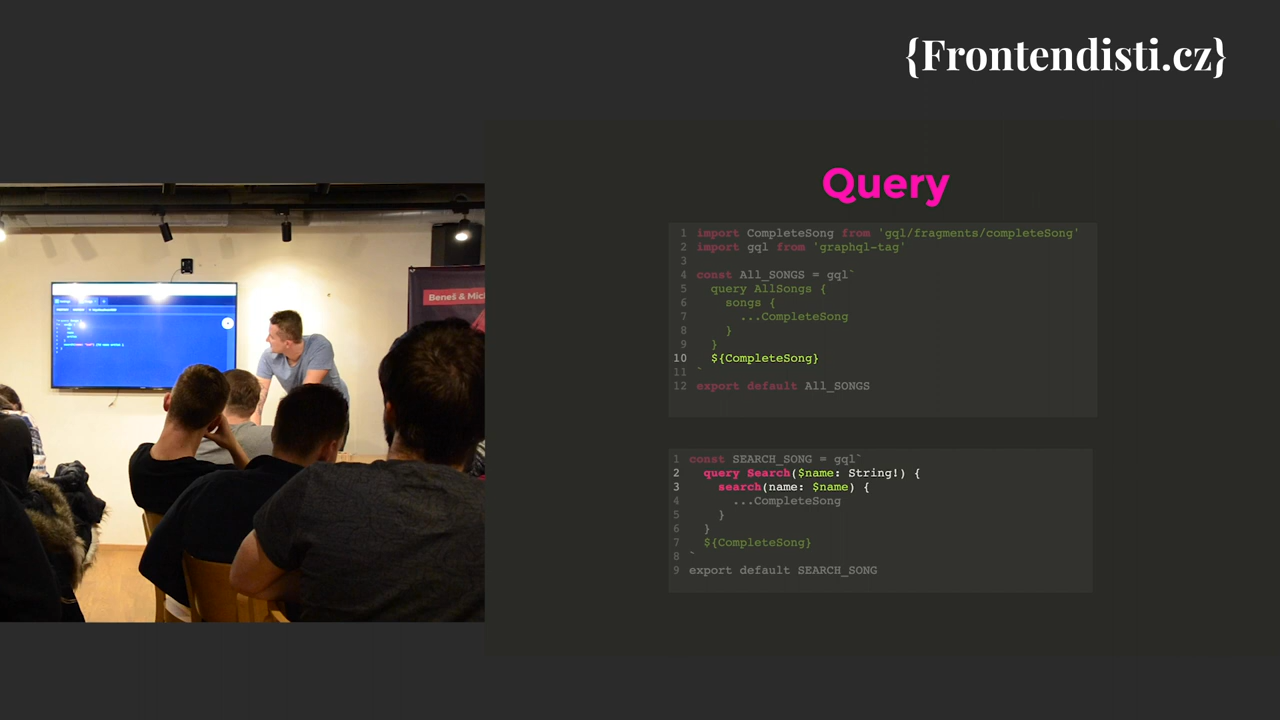 {Frontendisti.cz}
Query
1 import CompleteSong from 'gql/fragments/completeSong'
2 import gql from 'graphql-tag'
3
4 const All_SONGS = gql`
5 query AllSongs {
6 songs {
7 ...CompleteSong
8 }
9 }
10 ${CompleteSong}
11 `
12 export default All_SONGS
1 const SEARCH_SONG = gql`
2 query Search($name: String!) {
3 search(name: $name) {
4 ...CompleteSong
5 }
6 }
7 ${CompleteSong}
8 `
9 export default SEARCH_SONG
Beneš & Mich